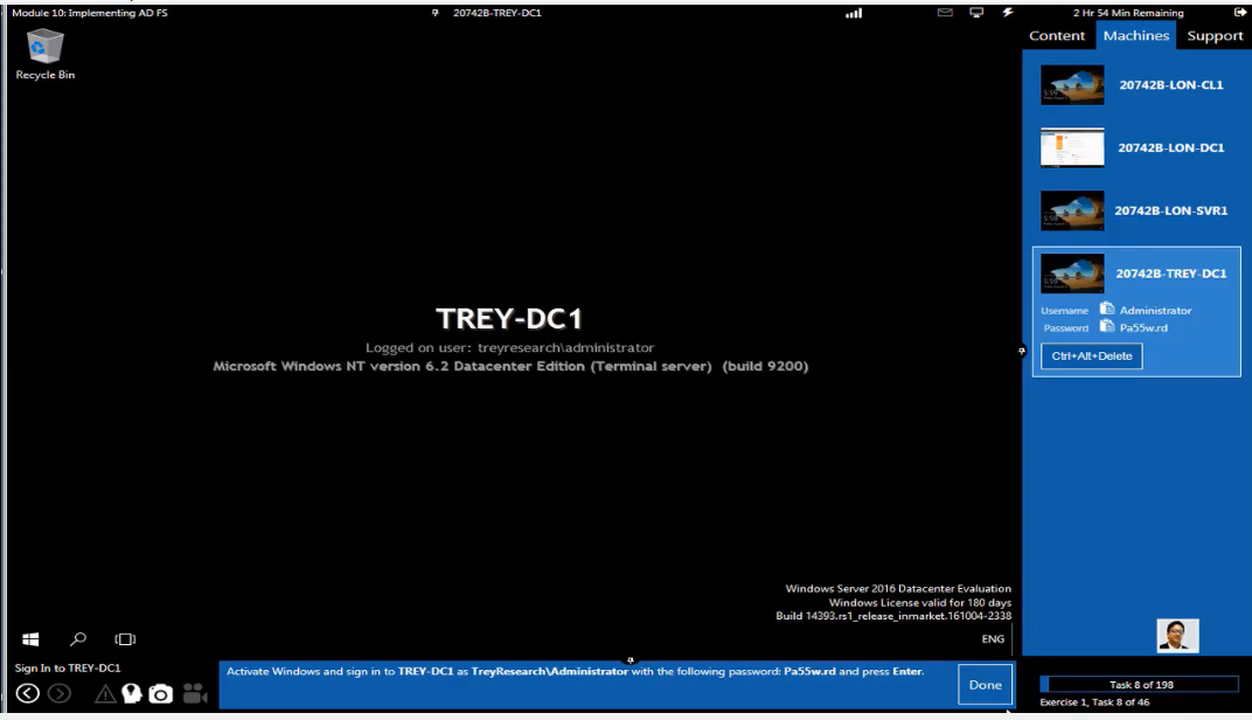 Module 10: Implementing AD FS
20742B-TREY-DC1
2 Hr 54 Min Remaining
Content
Machines
Support
Recycle Bin
20742B-LON-CL1
20742B-LON-DC1
20742B-LON-SVR1
20742B-TREY-DC1
Username Administrator
Password Pa55w.rd
Ctrl+Alt+Delete
TREY-DC1
Logged on user: treyresearch\administrator
Microsoft Windows NT version 6.2 Datacenter Edition (Terminal server) (build 9200)
Windows Server 2016 Datacenter Evaluation
Windows License valid for 180 days
Build 14393.rs1_release_inmarket.161004-2338
ENG
Sign In to TREY-DC1
Activate Windows and sign in to TREY-DC1 as TreyResearch\Administrator with the following password: Pa55w.rd and press Enter.
Done
Task 8 of 198
Exercise 1, Task 8 of 46